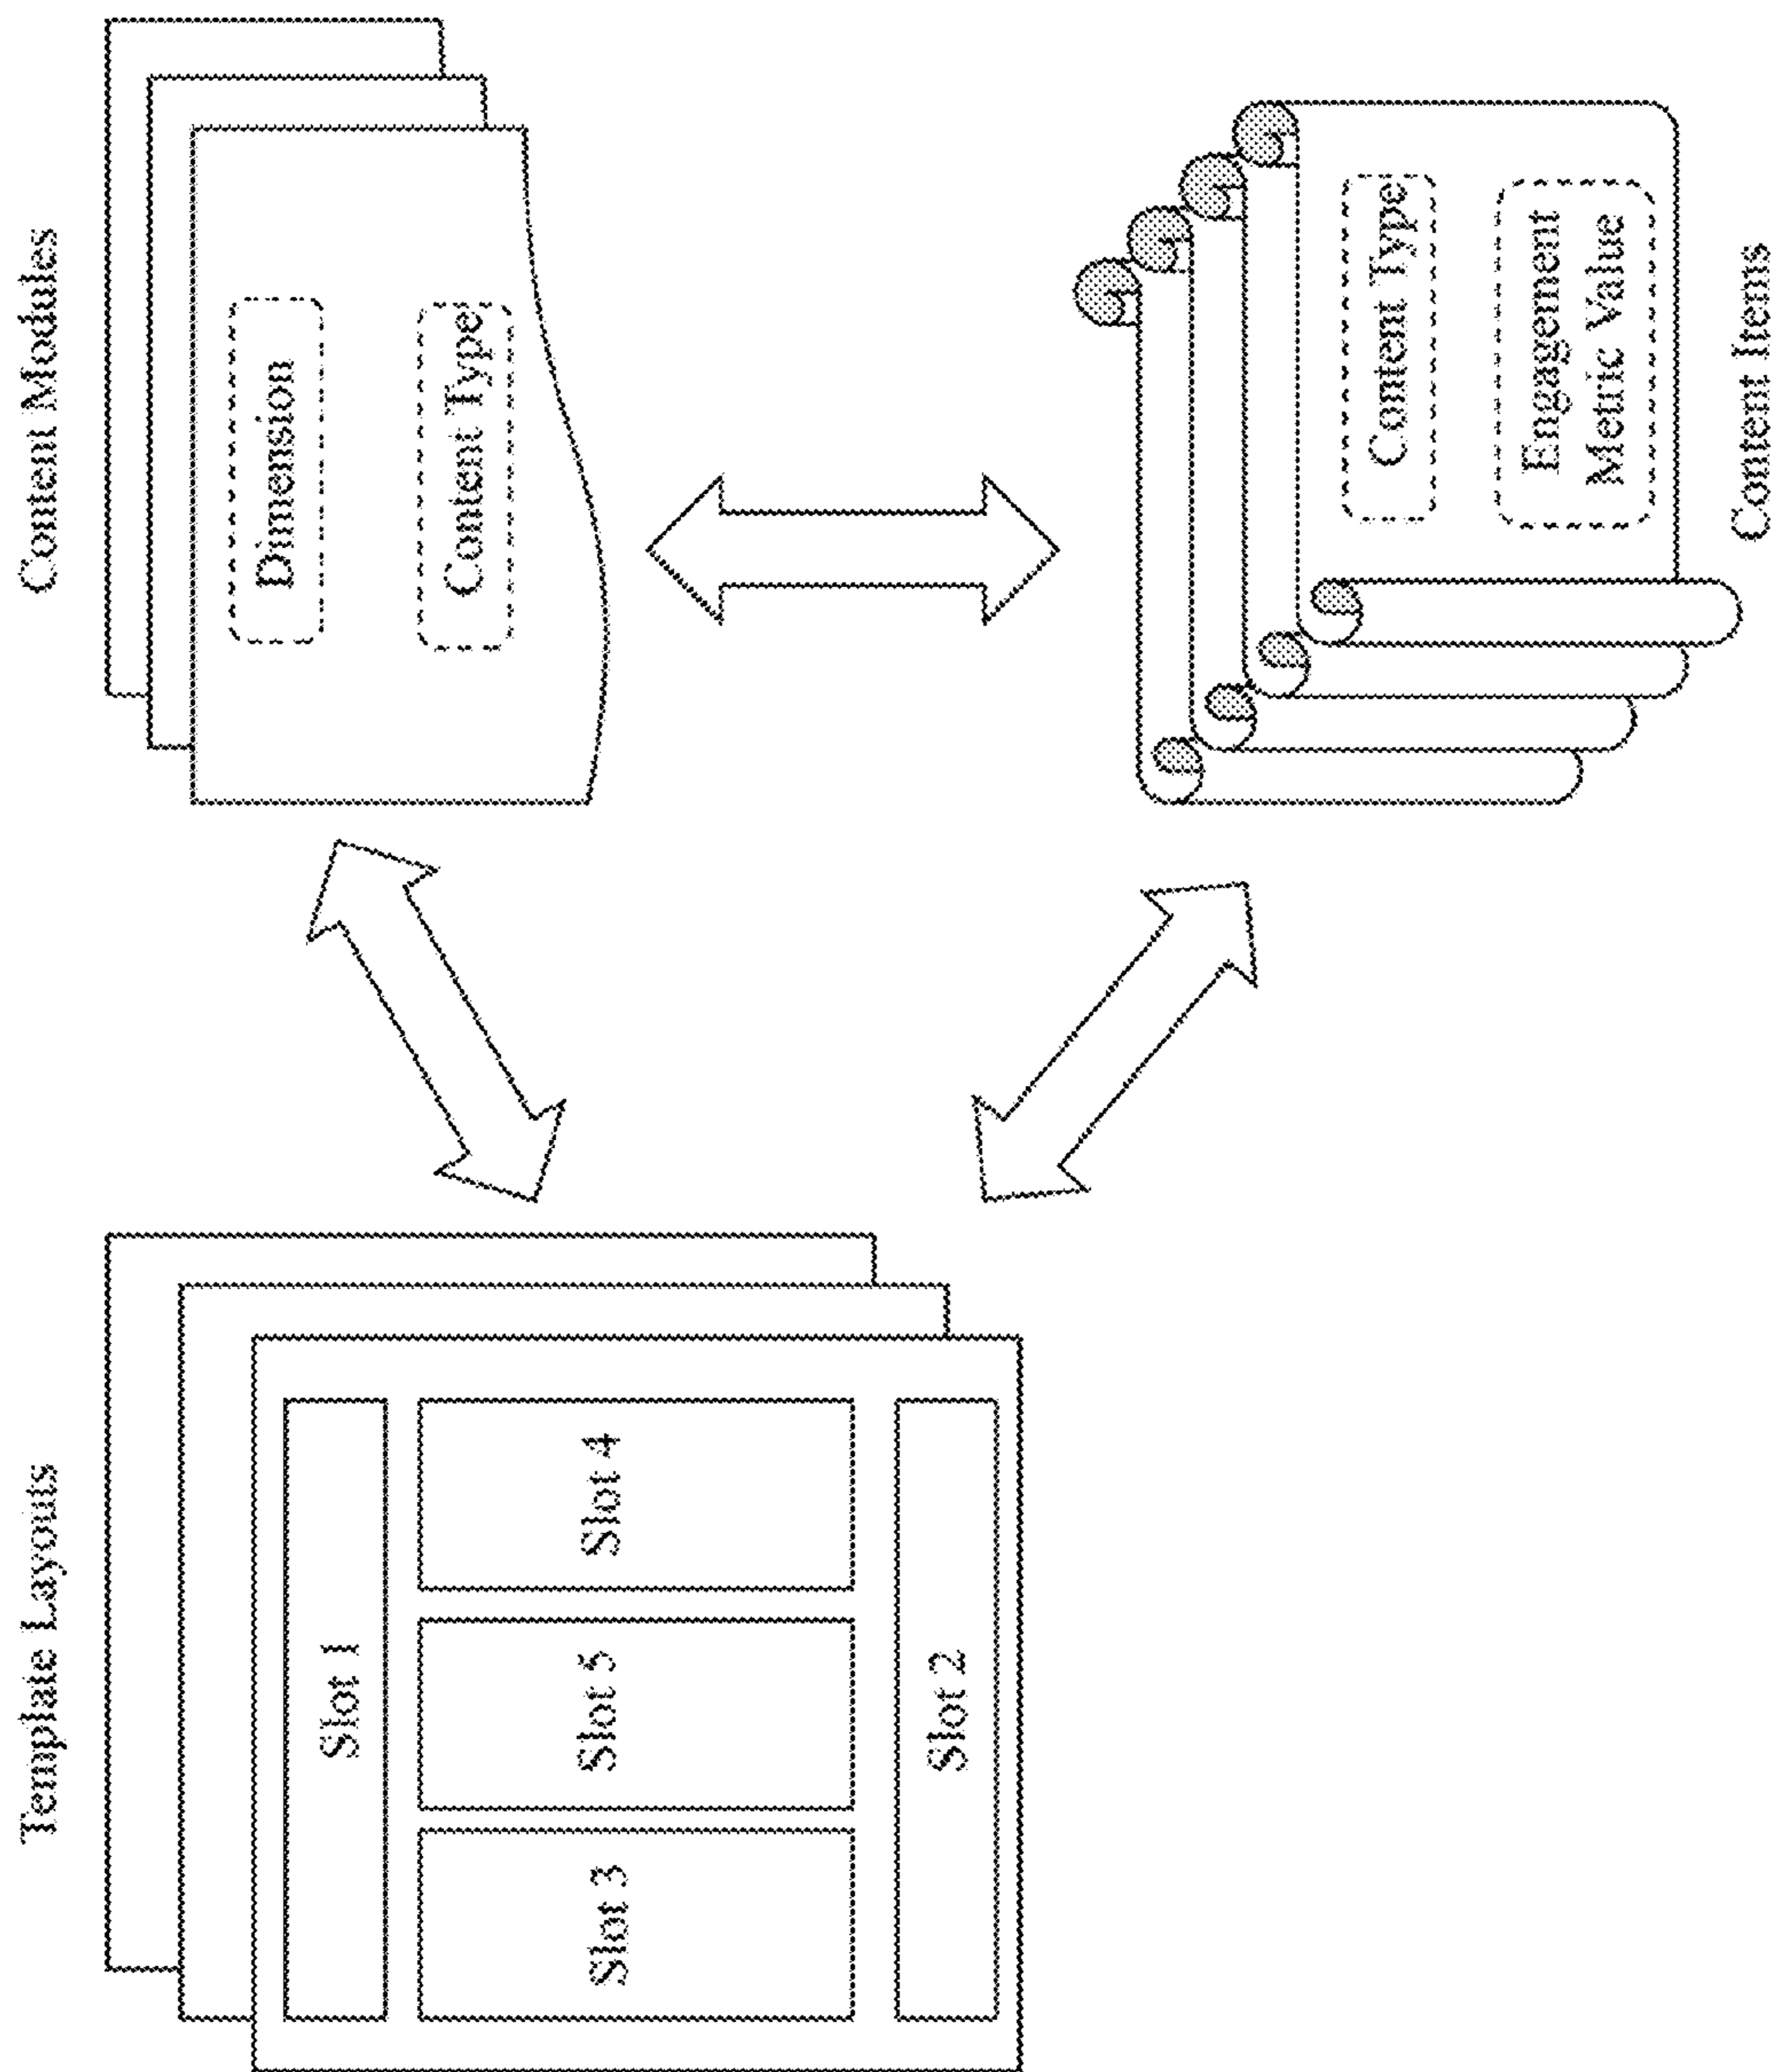 Template Layouts
Slot 1
Slot 3
Slot 5
Slot 4
Slot 2
Content Modules
Dimension
Content Type
Content Type
Engagement
Metric Value
Content Items